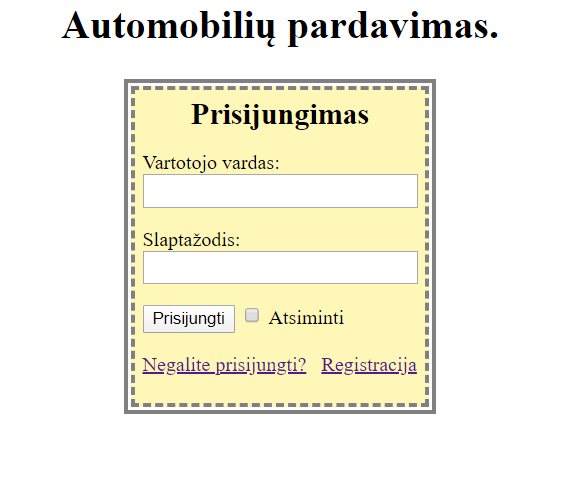 Automobilių pardavimas.
Prisijungimas
Vartotojo vardas:
Slaptažodis:
Prisijungti Atsiminti
Negalite prisijungti? Registracija